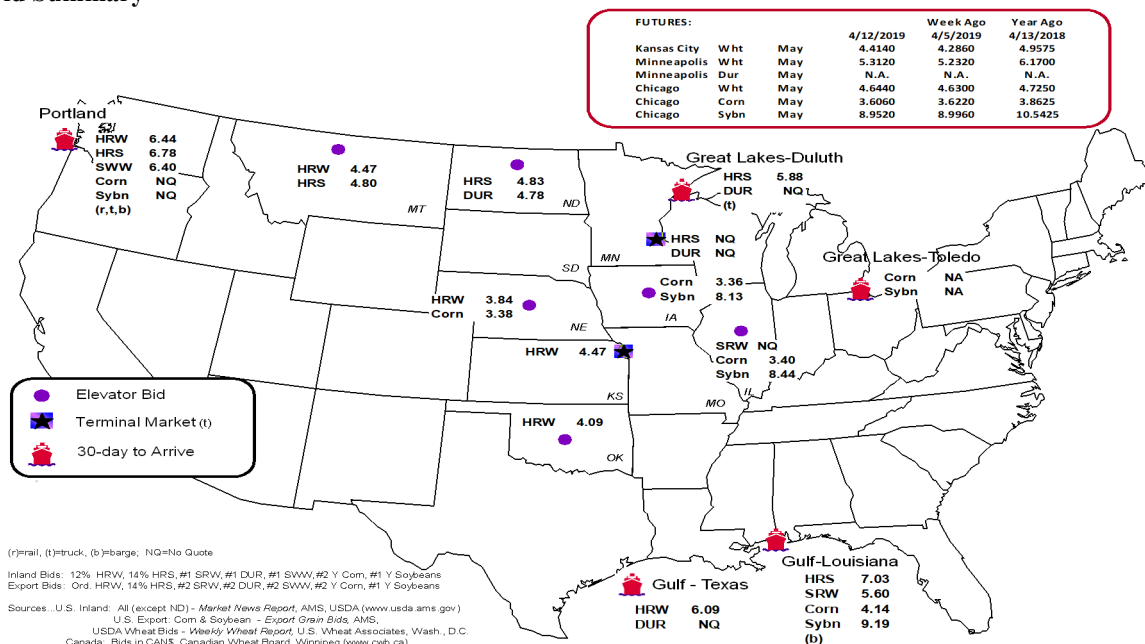 FUTURES:
Week Ago Year Ago
4/12/2019 4/5/2019 4/13/2018
Kansas City Wht May 4.4140 4.2860 4.9575
Minneapolis Wht May 5.3120 5.2320 6.1700
Minneapolis Dur May N.A. N.A. N.A.
Chicago Wht May 4.6440 4.6300 4.7250
Chicago Corn May 3.6060 3.6220 3.8625
Chicago Sybn May 8.9520 8.9960 10.5425
Portland
HRW 6.44
HRS 6.78
SWW 6.40
Corn NQ
Sybn NQ
(r,t,b)
HRW 4.47
HRS 4.80
MT
HRS 4.83
DUR 4.78
ND
Great Lakes-Duluth
HRS 5.88
DUR NQ
(t)
HRS NQ
DUR NQ
MN
SD
Great Lakes-Toledo
Corn NA
Sybn NA
Corn 3.36
Sybn 8.13
IA
HRW 3.84
Corn 3.38
NE
SRW NQ
Corn 3.40
Sybn 8.44
IL
HRW 4.47
KS
MO
HRW 4.09
OK
Elevator Bid
Terminal Market (t)
30-day to Arrive
Gulf - Texas
HRW 6.09
DUR NQ
Gulf-Louisiana
HRS 7.03
SRW 5.60
Corn 4.14
Sybn 9.19
(b)
(r)=rail, (t)=truck, (b)=barge; NQ=No Quote
Inland Bids: 12% HRW, 14% HRS, #1 SRW, #1 DUR, #1 SWW, #2 Y Corn, #1 Y Soybeans
Export Bids: Ord. HRW, 14% HRS, #2 SRW, #2 DUR, #2 SWW, #2 Y Corn, #1 Y Soybeans
Sources...U.S. Inland: All (except ND) - Market News Report, AMS, USDA (www.usda.ams.gov)
U.S. Export: Corn & Soybean - Export Grain Bids, AMS,
USDA Wheat Bids - Weekly Wheat Report, U.S. Wheat Associates, Wash., D.C.
Canada: Bids in CAN$, Canadian Wheat Board, Winnipeg (www.cwb.ca)